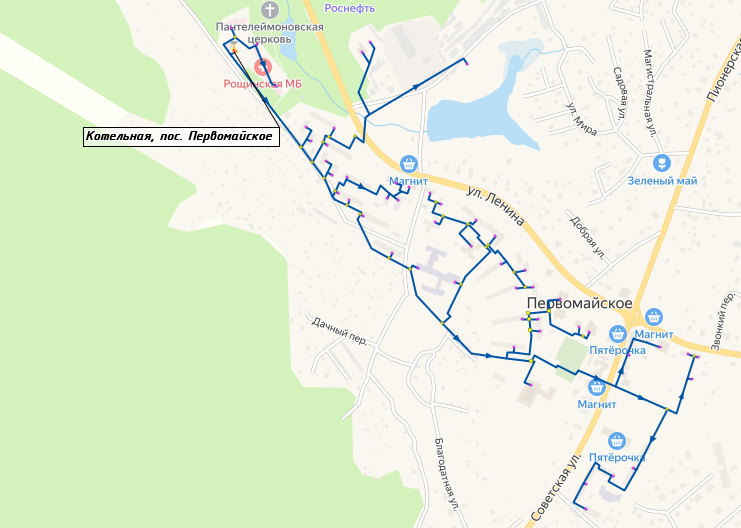 Роснефть
Пантелеймоновская
церковь
Рощинская МБ
Котельная, пос. Первомайское
Пионерская
Магистральная ул.
Садовая ул.
ул. Мира
Зеленый май
Магнит
ул. Ленина
Добрая ул.
Первомайское
Звонкий пер.
Магнит
Пятёрочка
Дачный пер.
Магнит
Пятёрочка
Благодатная ул.
Советская ул.